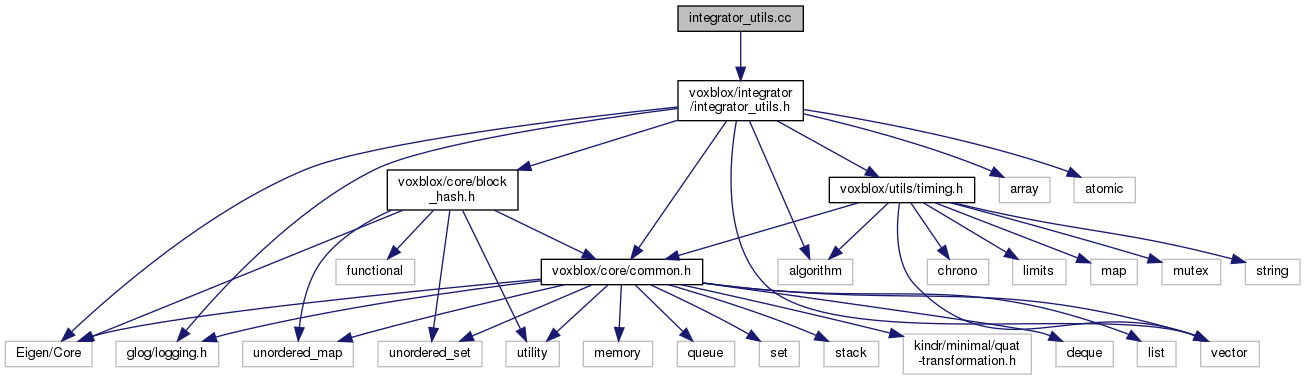 integrator_utils.cc
voxblox/integrator
/integrator_utils.h
voxblox/core/block
_hash.h
voxblox/utils/timing.h
array
atomic
functional
voxblox/core/common.h
algorithm
chrono
limits
map
mutex
string
Eigen/Core
glog/logging.h
unordered_map
unordered_set
utility
memory
queue
set
stack
kindr/minimal/quat
-transformation.h
deque
list
vector